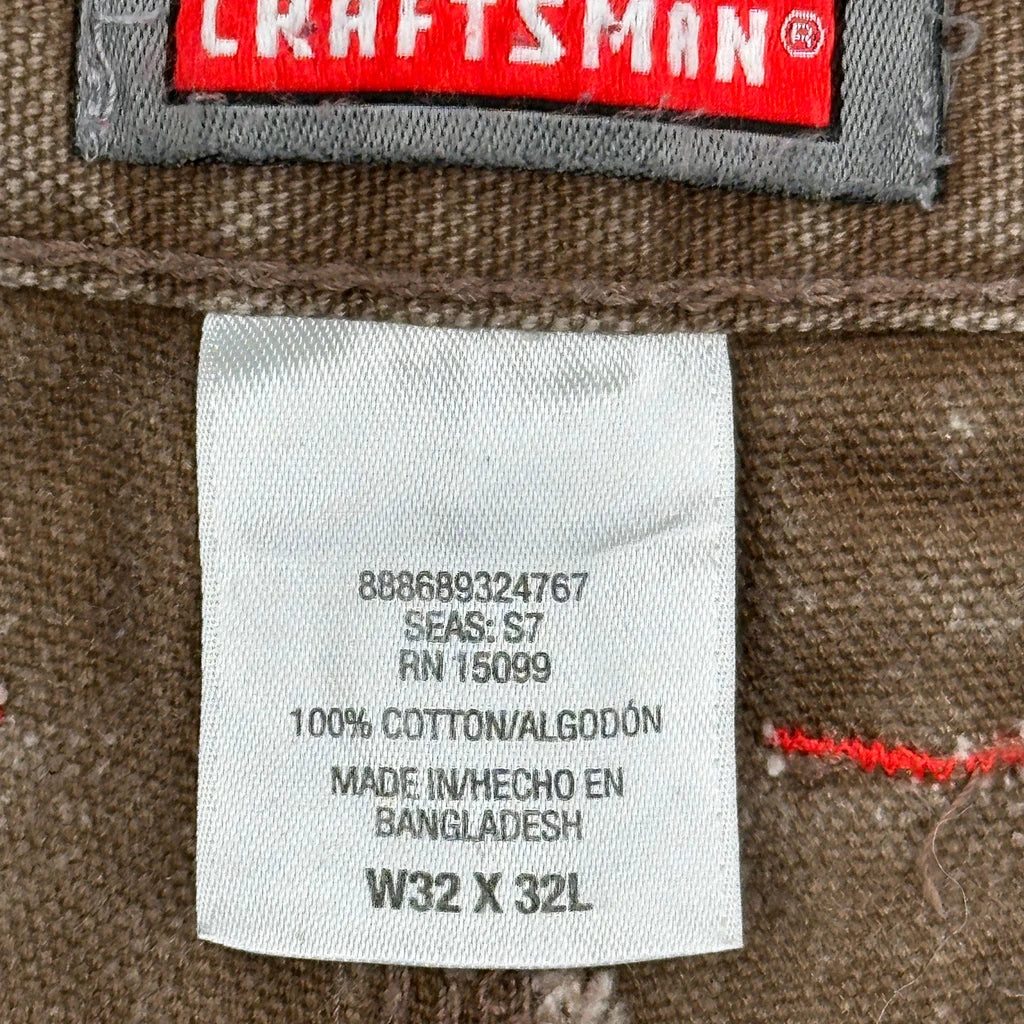 CRAFTSMAN®
888689324767
SEAS: S7
RN 15099
100% COTTON/ALGODÓN
MADE IN/HECHO EN
BANGLADESH
W32 X 32L